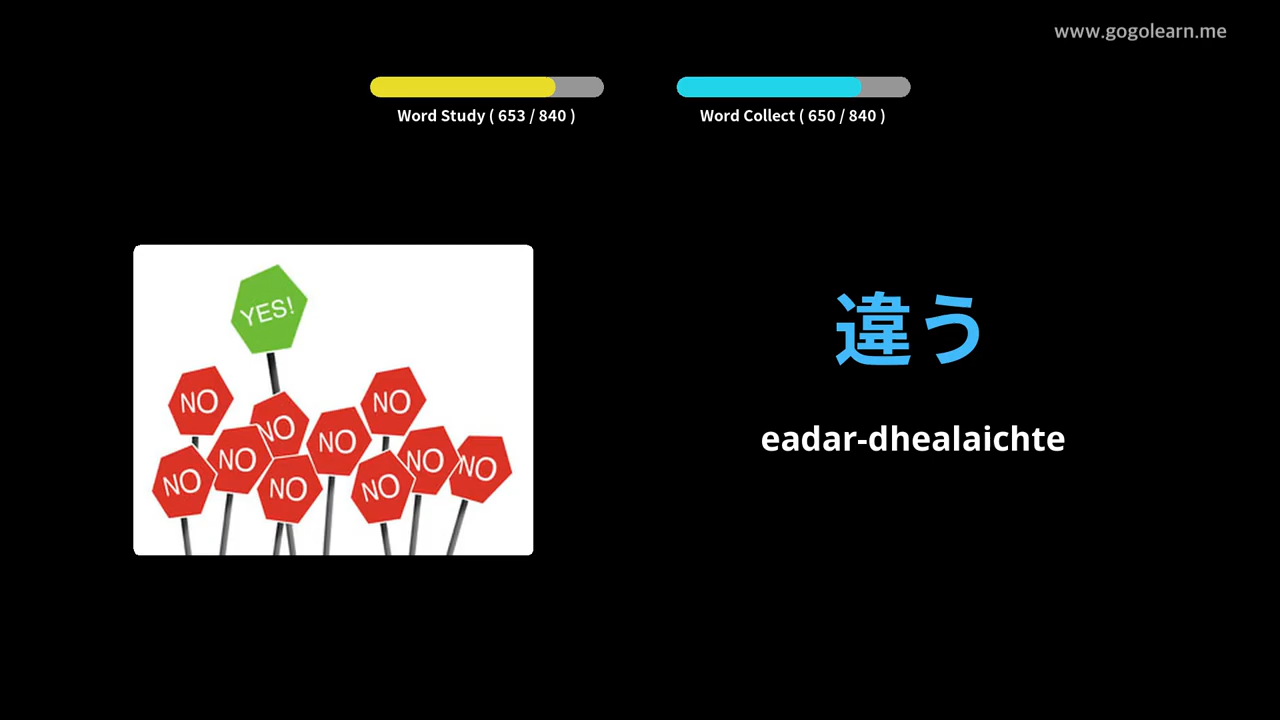 www.gogolearn.me
Word Study ( 653 / 840 )
Word Collect ( 650 / 840 )
YES!
NO
NO
NO
NO
NO
NO
NO
NO
NO
NO
違う
eadar-dhealaichte